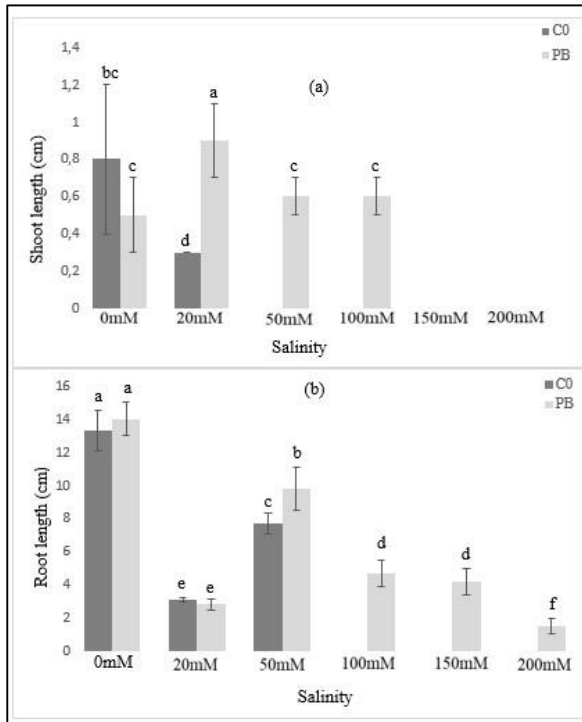 C0
PB
(a)
1,4
1,2
1
0,8
0,6
0,4
0,2
0
Shoot length (cm)
bc
c
d
a
c
c
0mM 20mM 50mM 100mM 150mM 200mM
Salinity
C0
PB
(b)
16
14
12
10
8
6
4
2
0
Root length (cm)
a a
e e
c b
d
d
f
0mM 20mM 50mM 100mM 150mM 200mM
Salinity